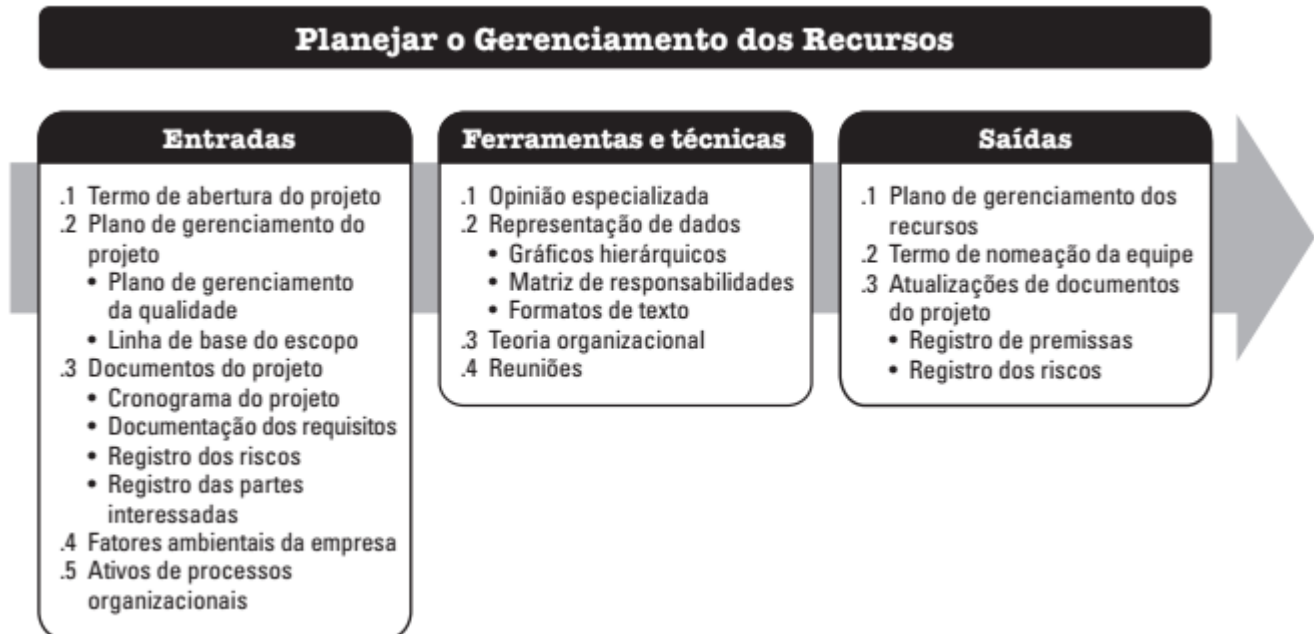 Planejar o Gerenciamento dos Recursos
Entradas
.1 Termo de abertura do projeto
.2 Plano de gerenciamento do
projeto
• Plano de gerenciamento
da qualidade
• Linha de base do escopo
.3 Documentos do projeto
• Cronograma do projeto
• Documentação dos requisitos
• Registro dos riscos
• Registro das partes
interessadas
.4 Fatores ambientais da empresa
.5 Ativos de processos
organizacionais
Ferramentas e técnicas
.1 Opinião especializada
.2 Representação de dados
• Gráficos hierárquicos
• Matriz de responsabilidades
• Formatos de texto
.3 Teoria organizacional
.4 Reuniões
Saídas
.1 Plano de gerenciamento dos
recursos
.2 Termo de nomeação da equipe
.3 Atualizações de documentos
do projeto
• Registro de premissas
• Registro dos riscos